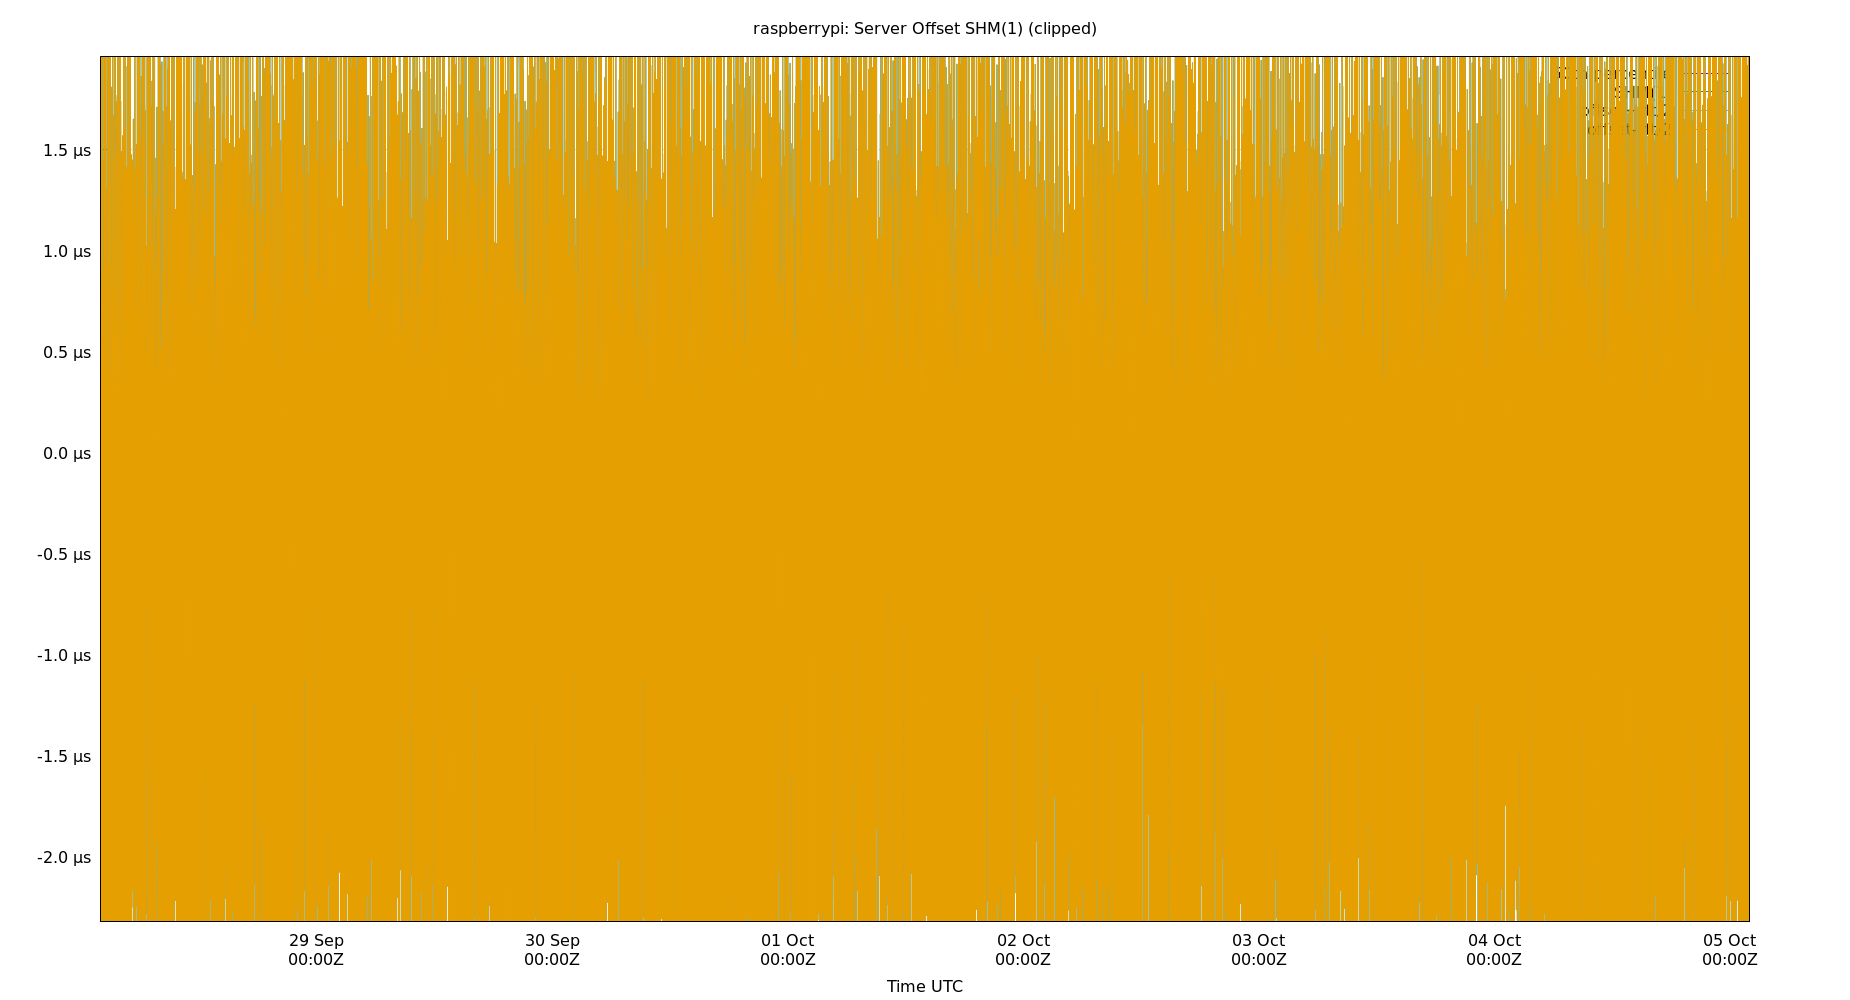 raspberrypi: Server Offset SHM(1) (clipped)
1.5 µs
1.0 µs
0.5 µs
0.0 µs
-0.5 µs
-1.0 µs
-1.5 µs
-2.0 µs
29 Sep 30 Sep 01 Oct 02 Oct 03 Oct 04 Oct 05 Oct
00:00Z 00:00Z 00:00Z 00:00Z 00:00Z 00:00Z 00:00Z
Time UTC